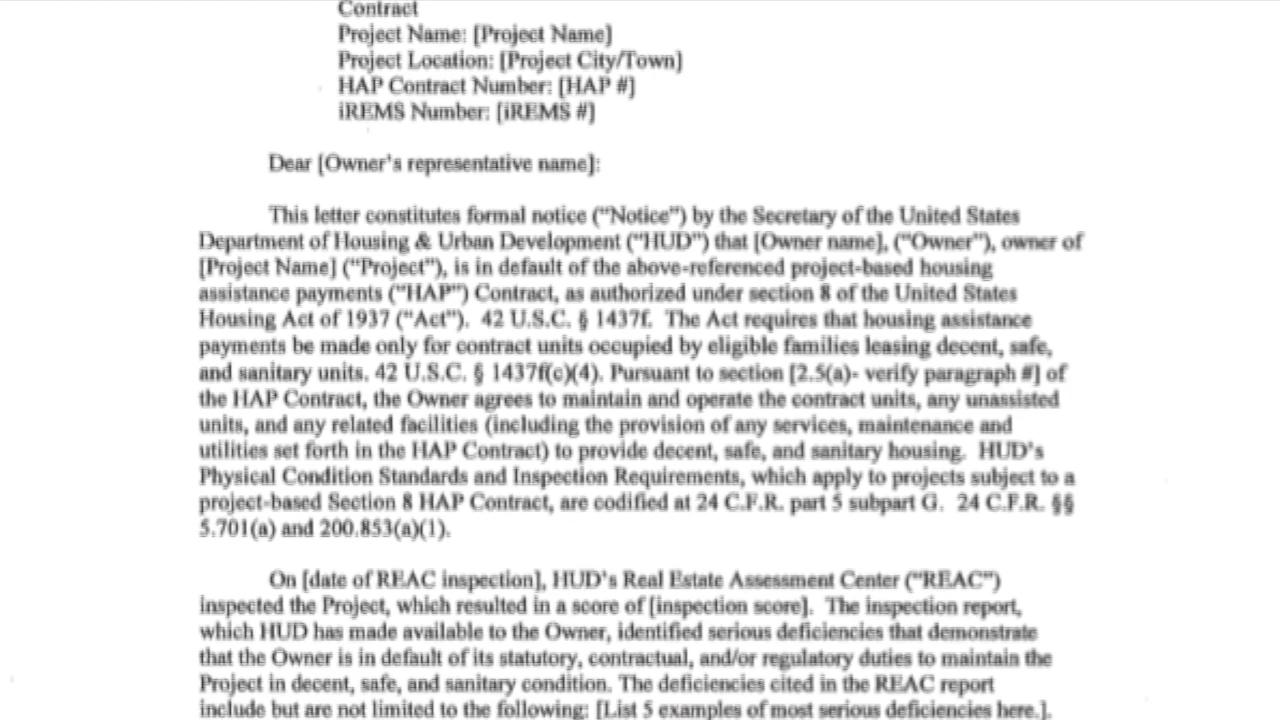 Contract
Project Name: [Project Name]
Project Location: [Project City/Town]
HAP Contract Number: [HAP #]
iREMS Number: [iREMS #]
Dear [Owner's representative name]:
This letter constitutes formal notice ("Notice") by the Secretary of the United States
Department of Housing & Urban Development ("HUD") that [Owner name], ("Owner"), owner of
[Project Name] ("Project"), is in default of the above-referenced project-based housing
assistance payments ("HAP") Contract, as authorized under section 8 of the United States
Housing Act of 1937 ("Act"). 42 U.S.C. § 1437f. The Act requires that housing assistance
payments be made only for contract units occupied by eligible families leasing decent, safe,
and sanitary units. 42 U.S.C. § 1437f(c)(4). Pursuant to section [2.5(a)- verify paragraph #] of
the HAP Contract, the Owner agrees to maintain and operate the contract units, any unassisted
units, and any related facilities (including the provision of any services, maintenance and
utilities set forth in the HAP Contract) to provide decent, safe, and sanitary housing. HUD's
Physical Condition Standards and Inspection Requirements, which apply to projects subject to a
project-based Section 8 HAP Contract, are codified at 24 C.F.R. part 5 subpart G. 24 C.F.R. §§
5.701(a) and 200.853(a)(1).
On [date of REAC inspection], HUD's Real Estate Assessment Center ("REAC")
inspected the Project, which resulted in a score of [inspection score]. The inspection report,
which HUD has made available to the Owner, identified serious deficiencies that demonstrate
that the Owner is in default of its statutory, contractual, and/or regulatory duties to maintain the
Project in decent, safe, and sanitary condition. The deficiencies cited in the REAC report
include but are not limited to the following: [List 5 examples of most serious deficiencies here.].